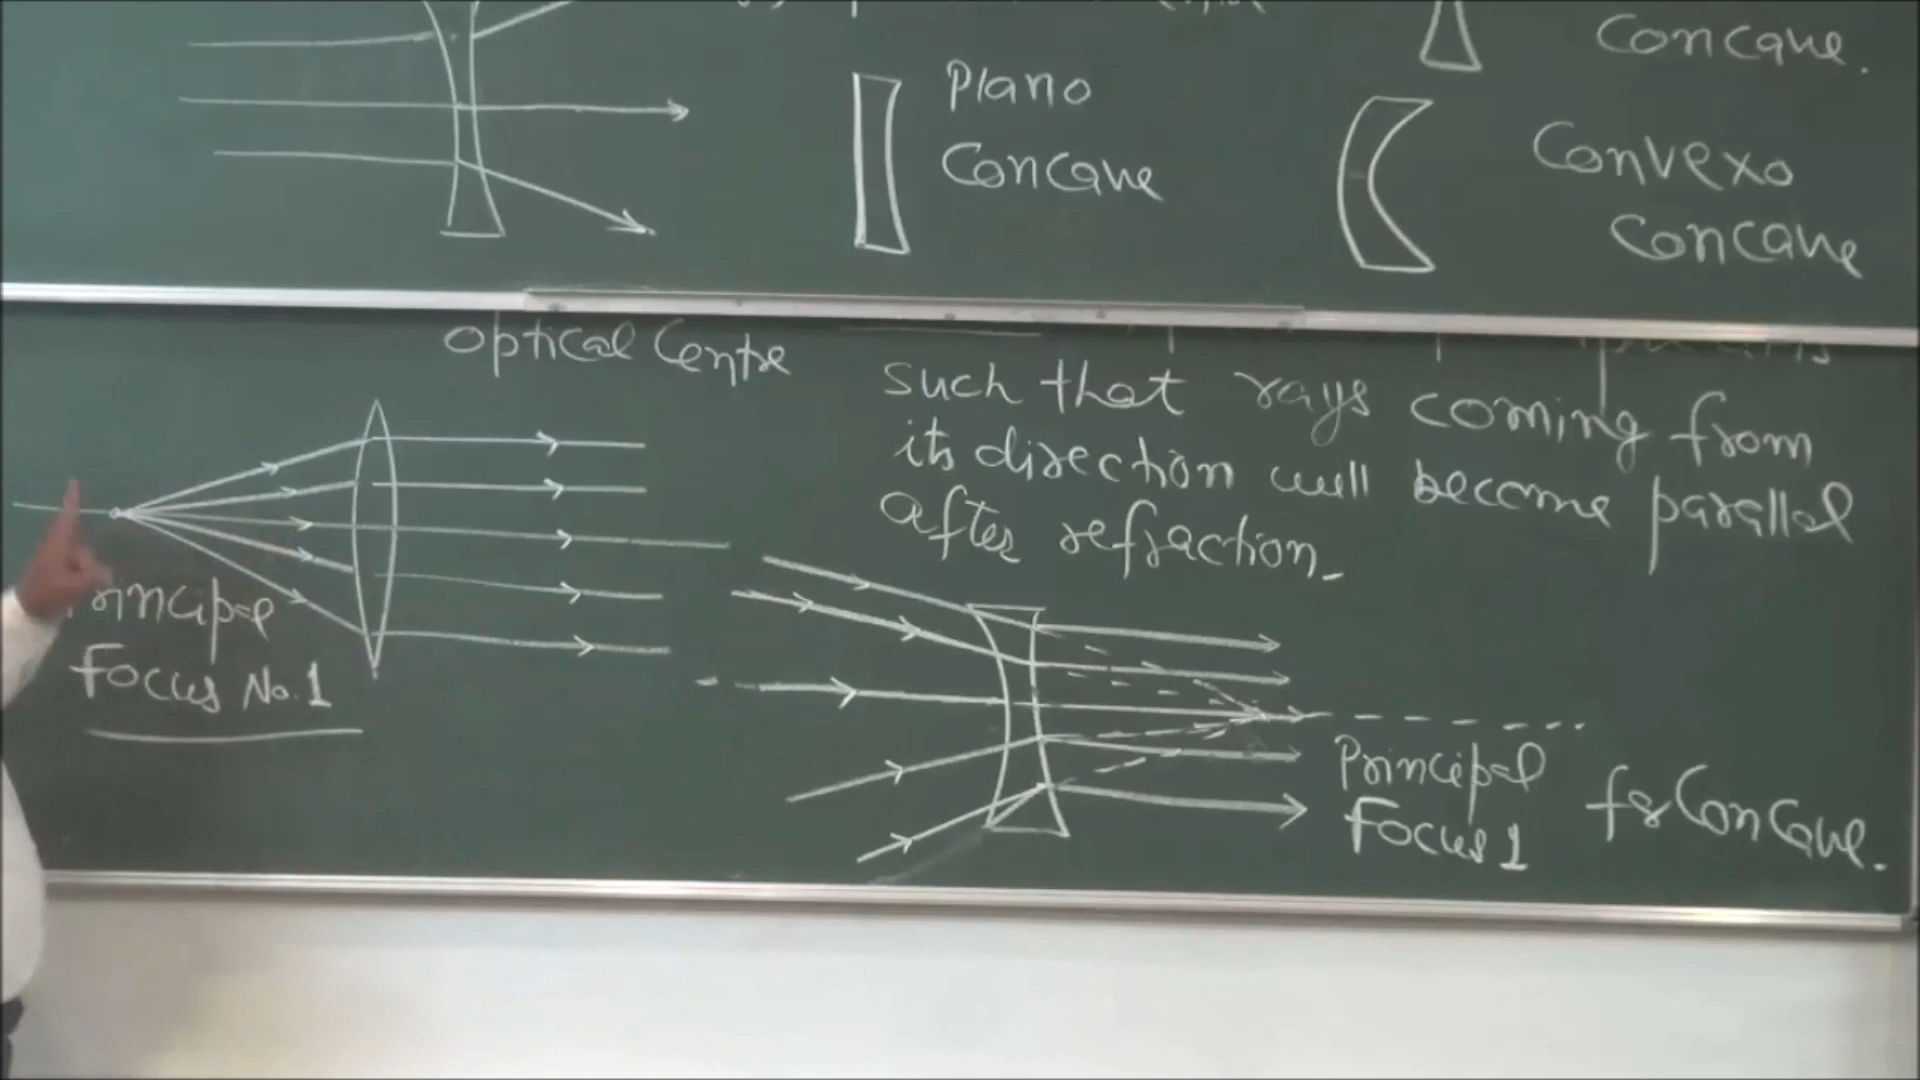 Plano
Concave
Concave.
Convexo
Concave
Optical Centre
such that rays coming from
its direction will become parallel
after refraction.
Principal
Focus No. 1
Principal
Focus 1
for Concave.